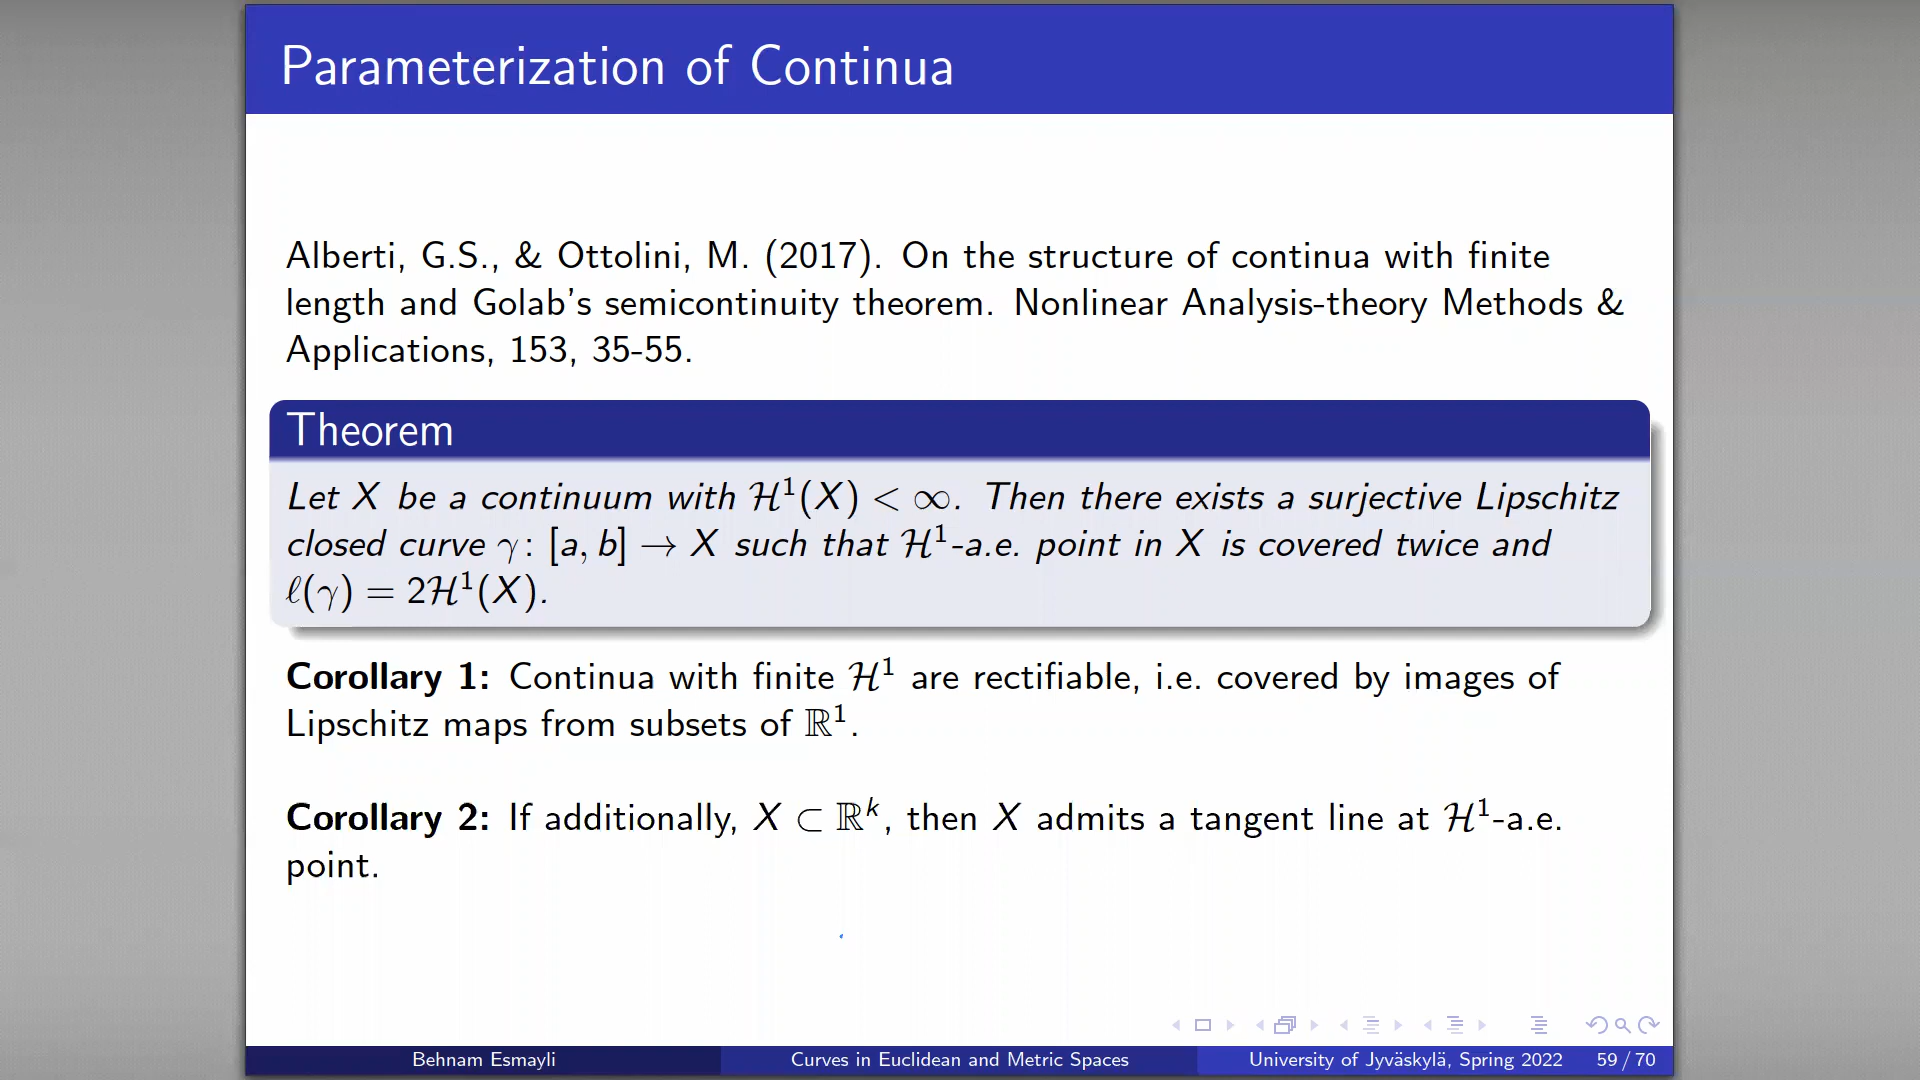 Parameterization of Continua
Alberti, G.S., & Ottolini, M. (2017). On the structure of continua with finite
length and Golab's semicontinuity theorem. Nonlinear Analysis-theory Methods &
Applications, 153, 35-55.
Theorem
Let X be a continuum with ℋ¹(X) < ∞. Then there exists a surjective Lipschitz
closed curve γ: [a, b] → X such that ℋ¹-a.e. point in X is covered twice and
ℓ(γ) = 2ℋ¹(X).
Corollary 1: Continua with finite ℋ¹ are rectifiable, i.e. covered by images of
Lipschitz maps from subsets of ℝ¹.
Corollary 2: If additionally, X ⊂ ℝᵏ, then X admits a tangent line at ℋ¹-a.e.
point.
Behnam Esmayli Curves in Euclidean and Metric Spaces University of Jyväskylä, Spring 2022 59 / 70